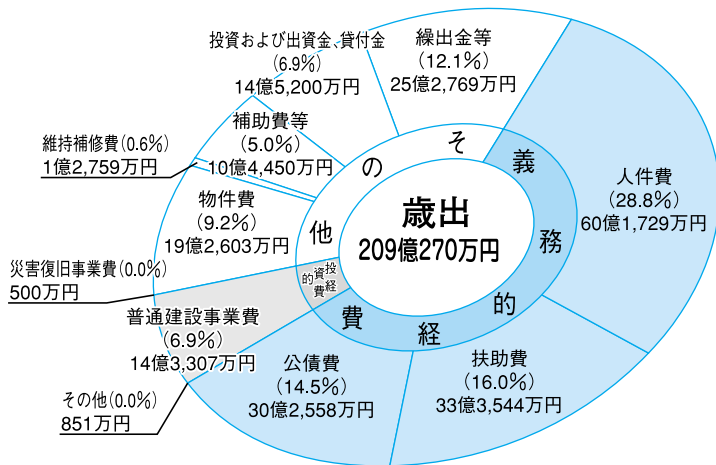 歳出
209億270万円
義務的経費
人件費
(28.8%)
60億1,729万円
扶助費
(16.0%)
33億3,544万円
公債費
(14.5%)
30億2,558万円
その他(0.0%)
851万円
投資的経費
普通建設事業費
(6.9%)
14億3,307万円
災害復旧事業費(0.0%)
500万円
その他
物件費
(9.2%)
19億2,603万円
維持補修費(0.6%)
1億2,759万円
補助費等
(5.0%)
10億4,450万円
投資および出資金、貸付金
(6.9%)
14億5,200万円
繰出金等
(12.1%)
25億2,769万円